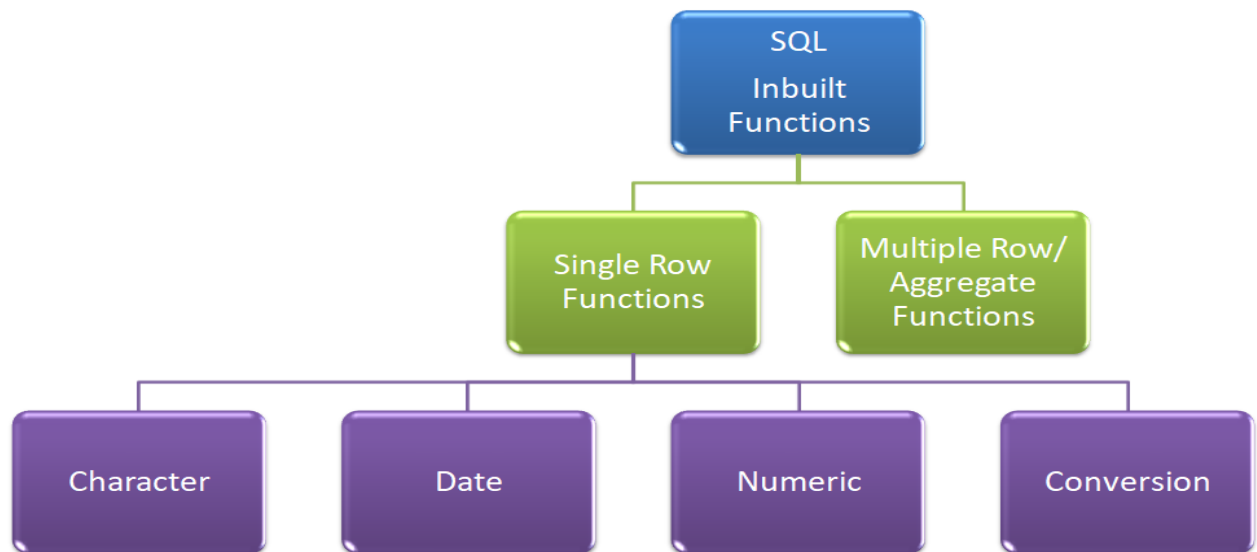 SQL
Inbuilt
Functions
Single Row
Functions
Multiple Row/
Aggregate
Functions
Character
Date
Numeric
Conversion